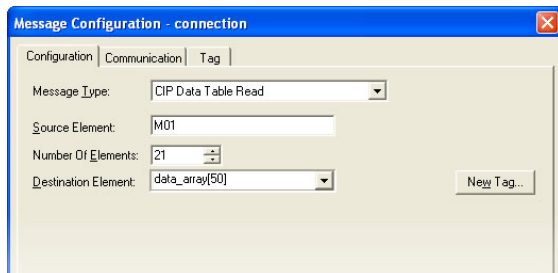 Message Configuration - connection
Configuration Communication Tag
Message Type: CIP Data Table Read
Source Element: M01
Number Of Elements: 21
Destination Element: data_array[50] New Tag...